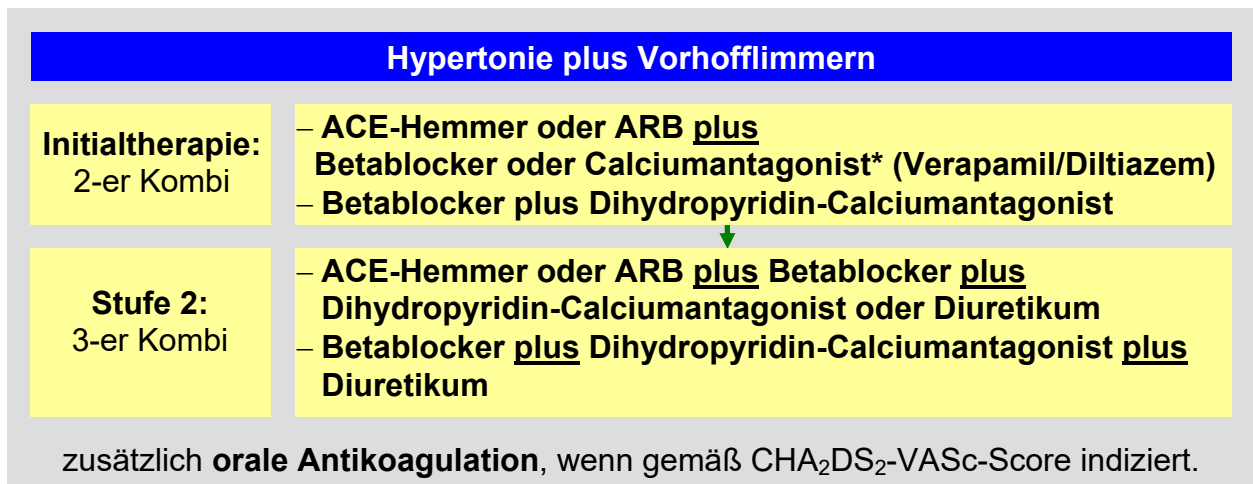 Hypertonie plus Vorhofflimmern
Initialtherapie:
2-er Kombi
– ACE-Hemmer oder ARB plus
Betablocker oder Calciumantagonist* (Verapamil/Diltiazem)
– Betablocker plus Dihydropyridin-Calciumantagonist
Stufe 2:
3-er Kombi
– ACE-Hemmer oder ARB plus Betablocker plus
Dihydropyridin-Calciumantagonist oder Diuretikum
– Betablocker plus Dihydropyridin-Calciumantagonist plus
Diuretikum
zusätzlich orale Antikoagulation, wenn gemäß CHA₂DS₂-VASc-Score indiziert.